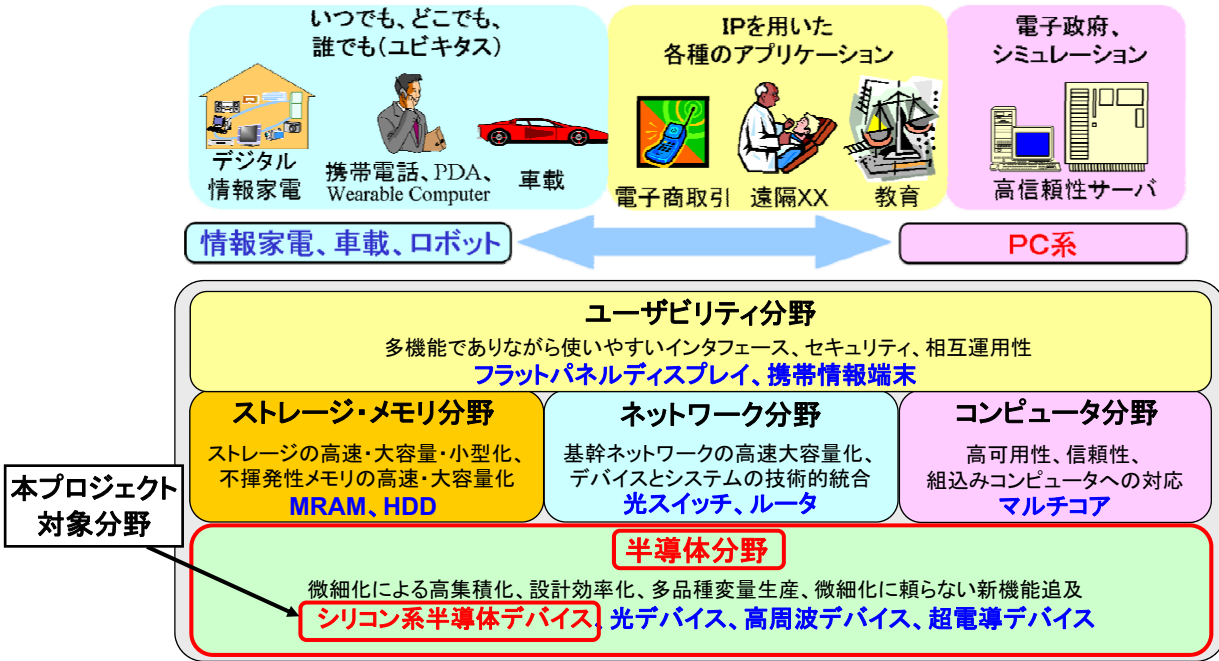 いつでも、どこでも、
誰でも(ユビキタス)
デジタル
情報家電
携帯電話、PDA、
Wearable Computer
車載
IPを用いた
各種のアプリケーション
電子商取引
遠隔XX
教育
電子政府、
シミュレーション
高信頼性サーバ
情報家電、車載、ロボット
PC系
ユーザビリティ分野
多機能でありながら使いやすいインタフェース、セキュリティ、相互運用性
フラットパネルディスプレイ、携帯情報端末
ストレージ・メモリ分野
ストレージの高速・大容量・小型化、
不揮発性メモリの高速・大容量化
MRAM、HDD
ネットワーク分野
基幹ネットワークの高速大容量化、
デバイスとシステムの技術的統合
光スイッチ、ルータ
コンピュータ分野
高可用性、信頼性、
組込みコンピュータへの対応
マルチコア
本プロジェクト
対象分野
半導体分野
微細化による高集積化、設計効率化、多品種変量生産、微細化に頼らない新機能追及
シリコン系半導体デバイス、光デバイス、高周波デバイス、超電導デバイス